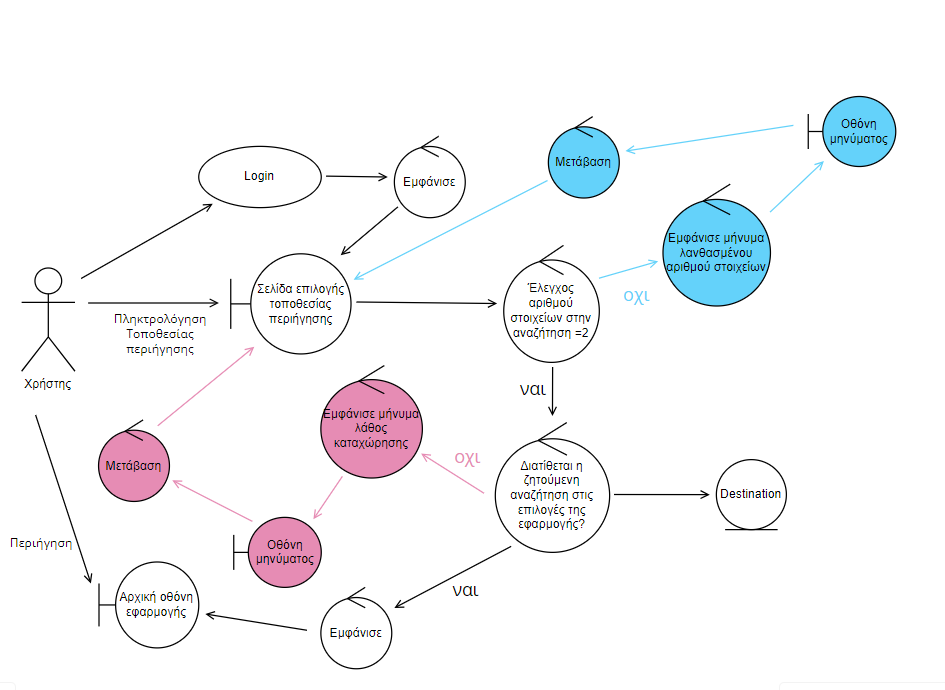 Οθόνη
μηνύματος
Μετάβαση
Login
Εμφάνισε
Εμφάνισε μήνυμα
λανθασμένου
αριθμού στοιχείων
Σελίδα επιλογής
τοποθεσίας
περιήγησης
Έλεγχος
αριθμού
στοιχείων στην
αναζήτηση =2
οχι
Πληκτρολόγηση
Τοποθεσίας
περιήγησης
Χρήστης
ναι
Εμφάνισε μήνυμα
λάθος
καταχώρησης
οχι
Μετάβαση
Διατίθεται η
ζητούμενη
αναζήτηση στις
επιλογές της
εφαρμογής?
Destination
Περιήγηση
Οθόνη
μηνύματος
ναι
Αρχική οθόνη
εφαρμογής
Εμφάνισε